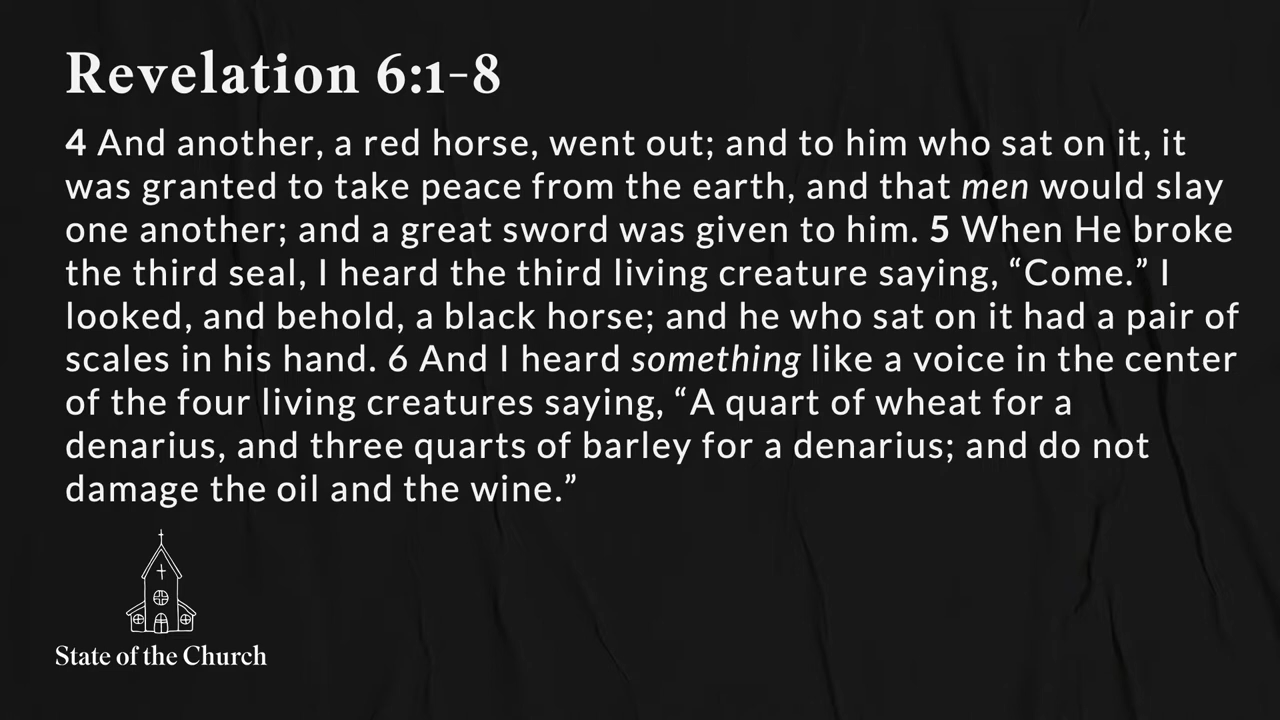 Revelation 6:1-8
4 And another, a red horse, went out; and to him who sat on it, it
was granted to take peace from the earth, and that men would slay
one another; and a great sword was given to him. 5 When He broke
the third seal, I heard the third living creature saying, “Come.” I
looked, and behold, a black horse; and he who sat on it had a pair of
scales in his hand. 6 And I heard something like a voice in the center
of the four living creatures saying, “A quart of wheat for a
denarius, and three quarts of barley for a denarius; and do not
damage the oil and the wine.”
State of the Church